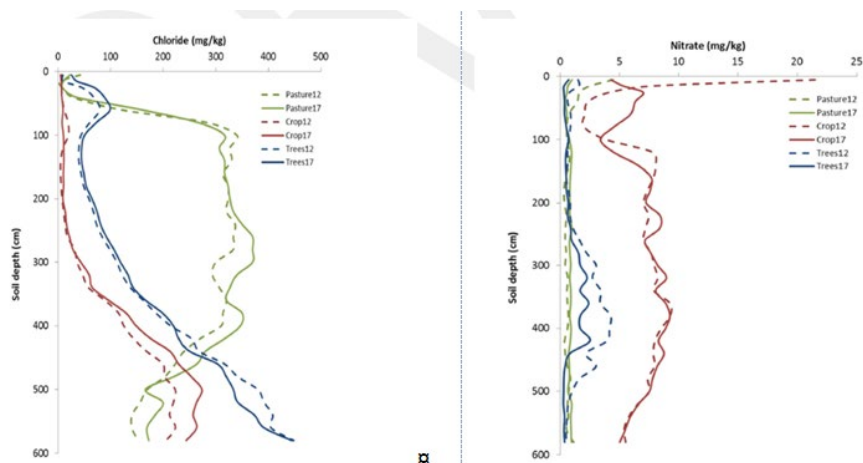 Chloride (mg/kg)
0 100 200 300 400 500
0
100
200
300
400
500
600
Soil depth (cm)
Pasture12
Pasture17
Crop12
Crop17
Trees12
Trees17
¤
Nitrate (mg/kg)
0 5 10 15 20 25
0
100
200
300
400
500
600
Soil depth (cm)
Pasture12
Pasture17
Crop12
Crop17
Trees12
Trees17